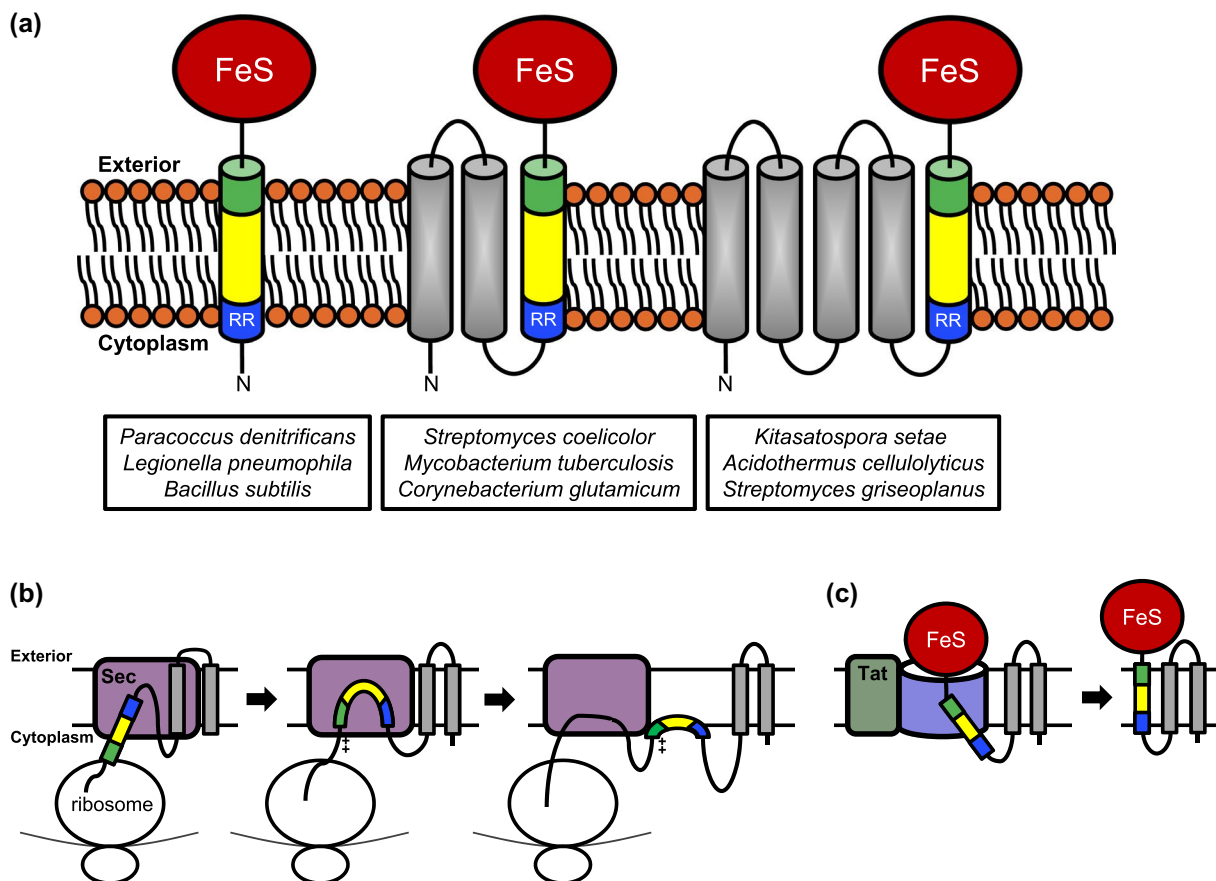 (a)
FeS
FeS
FeS
Exterior
RR
RR
RR
Cytoplasm
N
N
N
Paracoccus denitrificans
Legionella pneumophila
Bacillus subtilis
Streptomyces coelicolor
Mycobacterium tuberculosis
Corynebacterium glutamicum
Kitasatospora setae
Acidothermus cellulolyticus
Streptomyces griseoplanus
(b)
Exterior
Sec
Cytoplasm
ribosome
++
++
(c)
FeS
Tat
FeS